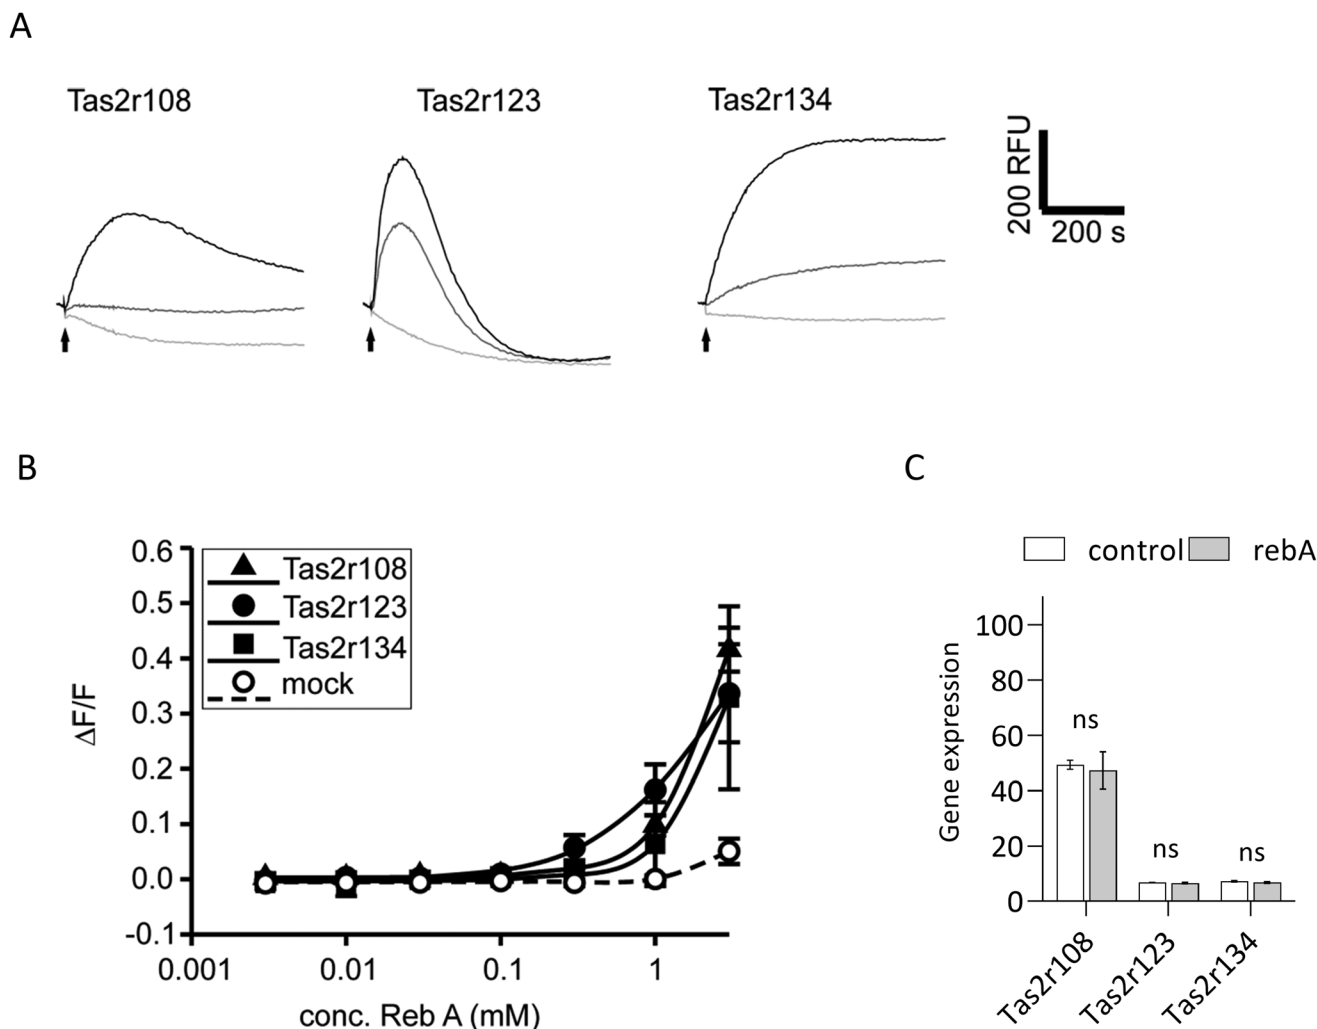 A
Tas2r108
Tas2r123
Tas2r134
200 RFU
200 s
B
0.6
0.5
0.4
0.3
0.2
0.1
0.0
-0.1
ΔF/F
Tas2r108
Tas2r123
Tas2r134
mock
0.001
0.01
0.1
1
conc. Reb A (mM)
C
control
rebA
Gene expression
100
80
60
40
20
0
ns
ns
ns
Tas2r108
Tas2r123
Tas2r134